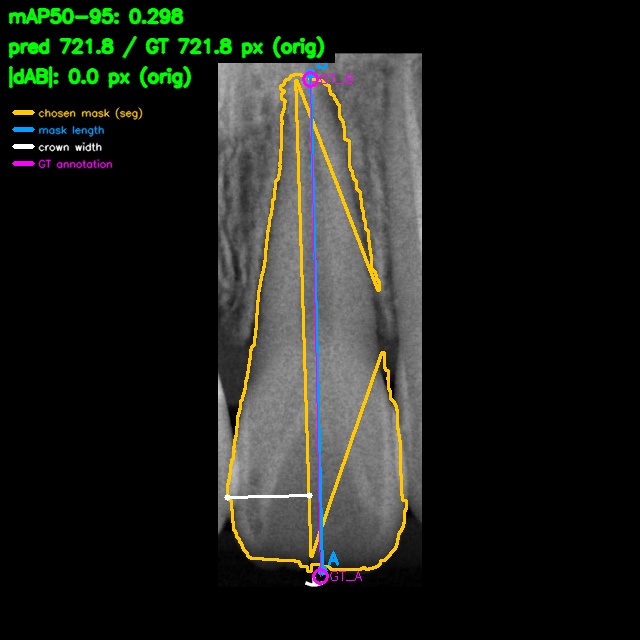 mAP50-95: 0.298
pred 721.8 / GT 721.8 px (orig)
|dAB|: 0.0 px (orig)
chosen mask (seg)
mask length
crown width
GT annotation
A
GT_A